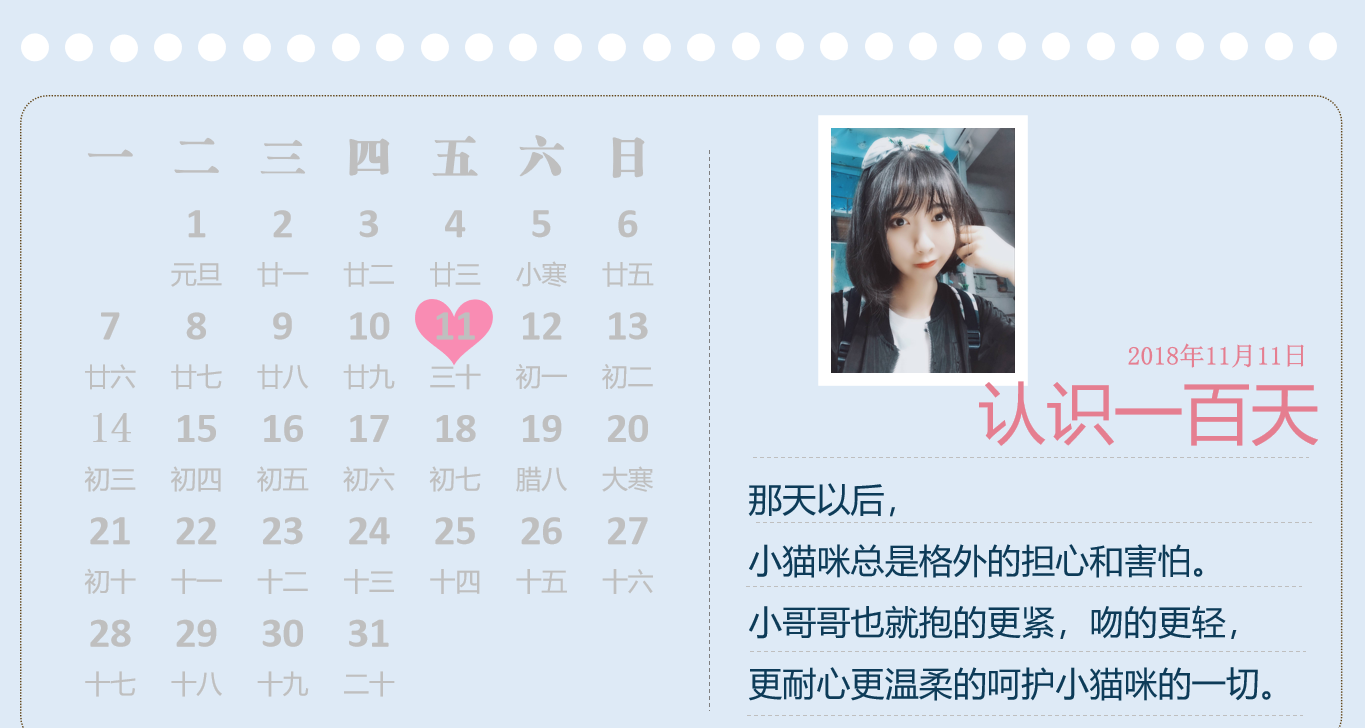 一 二 三 四 五 六 日
1 2 3 4 5 6
元旦 廿一 廿二 廿三 小寒 廿五
7 8 9 10 11 12 13
廿六 廿七 廿八 廿九 三十 初一 初二
14 15 16 17 18 19 20
初三 初四 初五 初六 初七 腊八 大寒
21 22 23 24 25 26 27
初十 十一 十二 十三 十四 十五 十六
28 29 30 31
十七 十八 十九 二十
2018年11月11日
认识一百天
那天以后，
小猫咪总是格外的担心和害怕。
小哥哥也就抱的更紧，吻的更轻，
更耐心更温柔的呵护小猫咪的一切。